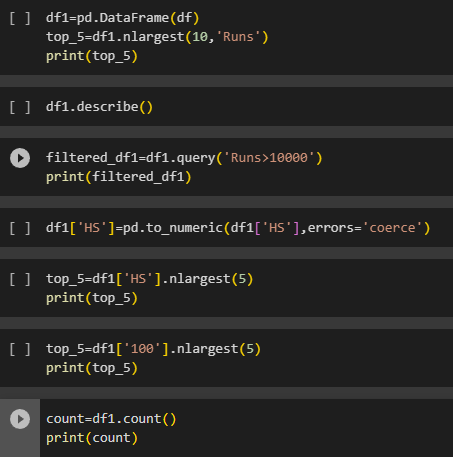 [ ] df1=pd.DataFrame(df)
top_5=df1.nlargest(10,'Runs')
print(top_5)
[ ] df1.describe()
filtered_df1=df1.query('Runs>10000')
print(filtered_df1)
[ ] df1['HS']=pd.to_numeric(df1['HS'],errors='coerce')
[ ] top_5=df1['HS'].nlargest(5)
print(top_5)
[ ] top_5=df1['100'].nlargest(5)
print(top_5)
count=df1.count()
print(count)